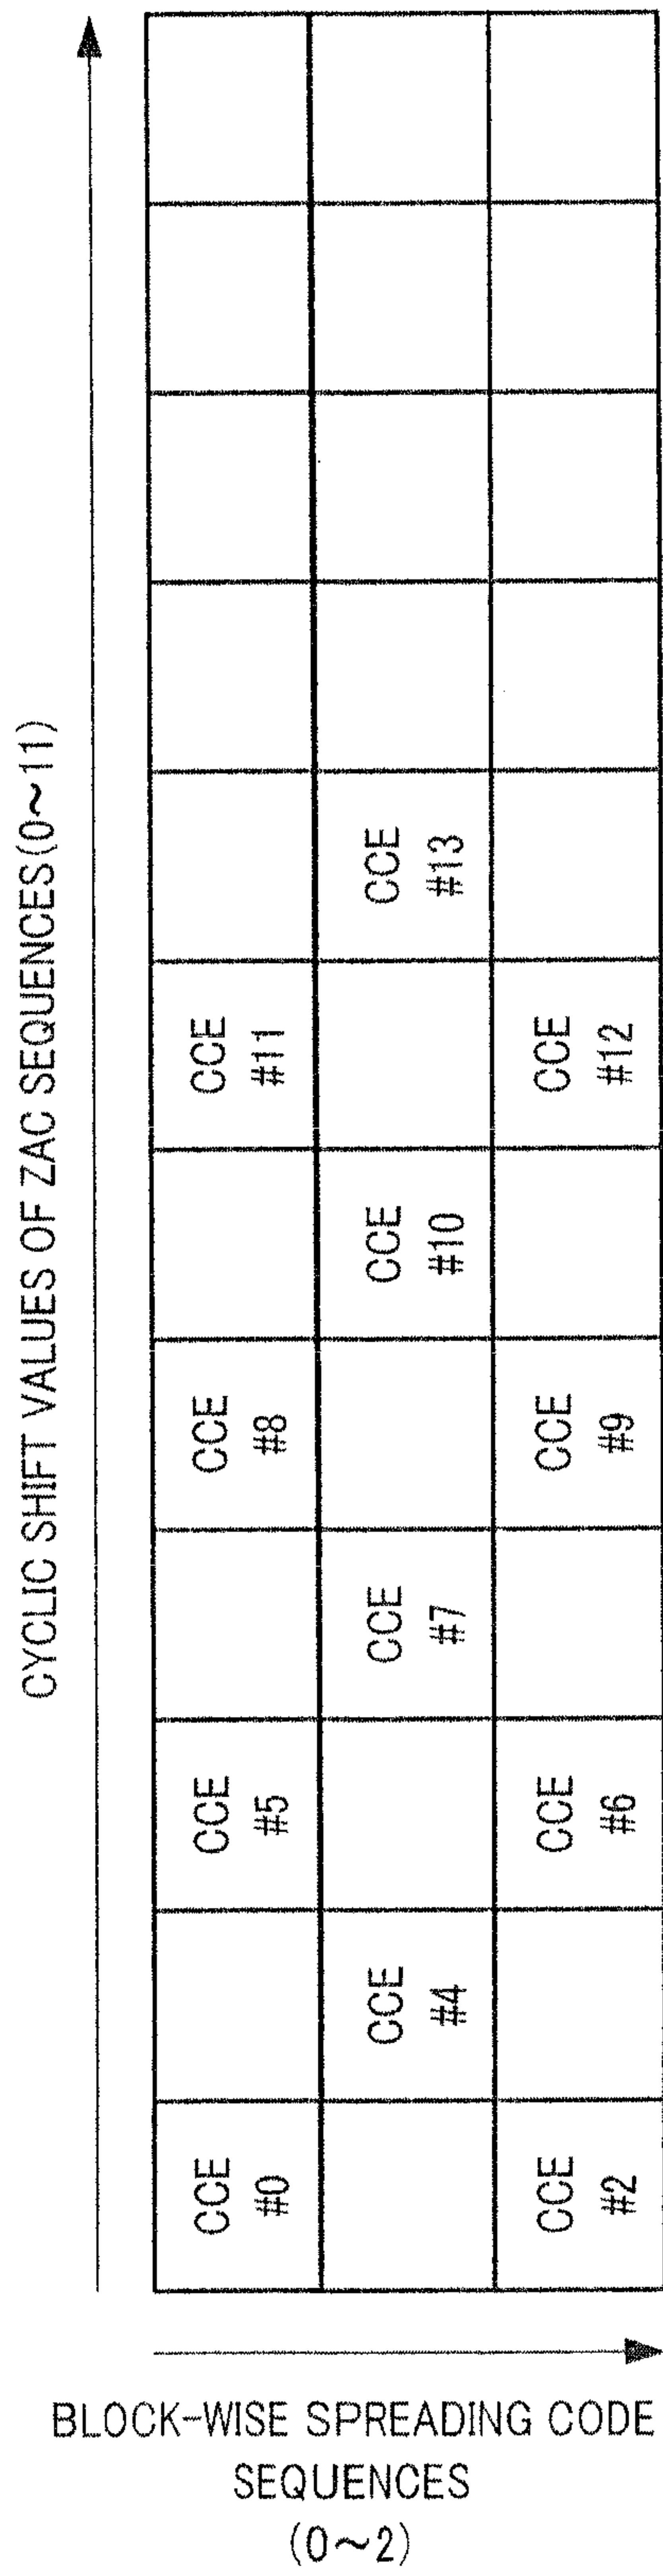 CYCLIC SHIFT VALUES OF ZAC SEQUENCES(0~11)
CCE
#0
CCE
#5
CCE
#8
CCE
#11
CCE
#4
CCE
#7
CCE
#10
CCE
#13
CCE
#2
CCE
#6
CCE
#9
CCE
#12
BLOCK-WISE SPREADING CODE
SEQUENCES
(0~2)